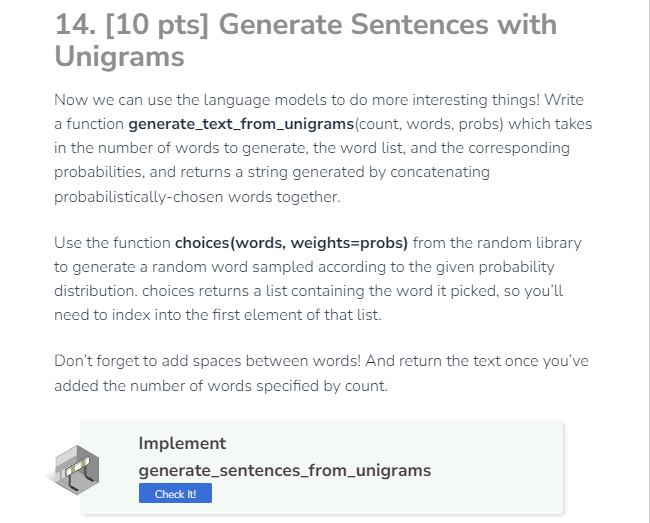 14. [10 pts] Generate Sentences with
Unigrams
Now we can use the language models to do more interesting things! Write
a function generate_text_from_unigrams(count, words, probs) which takes
in the number of words to generate, the word list, and the corresponding
probabilities, and returns a string generated by concatenating
probabilistically-chosen words together.
Use the function choices(words, weights=probs) from the random library
to generate a random word sampled according to the given probability
distribution. choices returns a list containing the word it picked, so you'll
need to index into the first element of that list.
Don't forget to add spaces between words! And return the text once you've
added the number of words specified by count.
Implement
generate_sentences_from_unigrams
Check It!